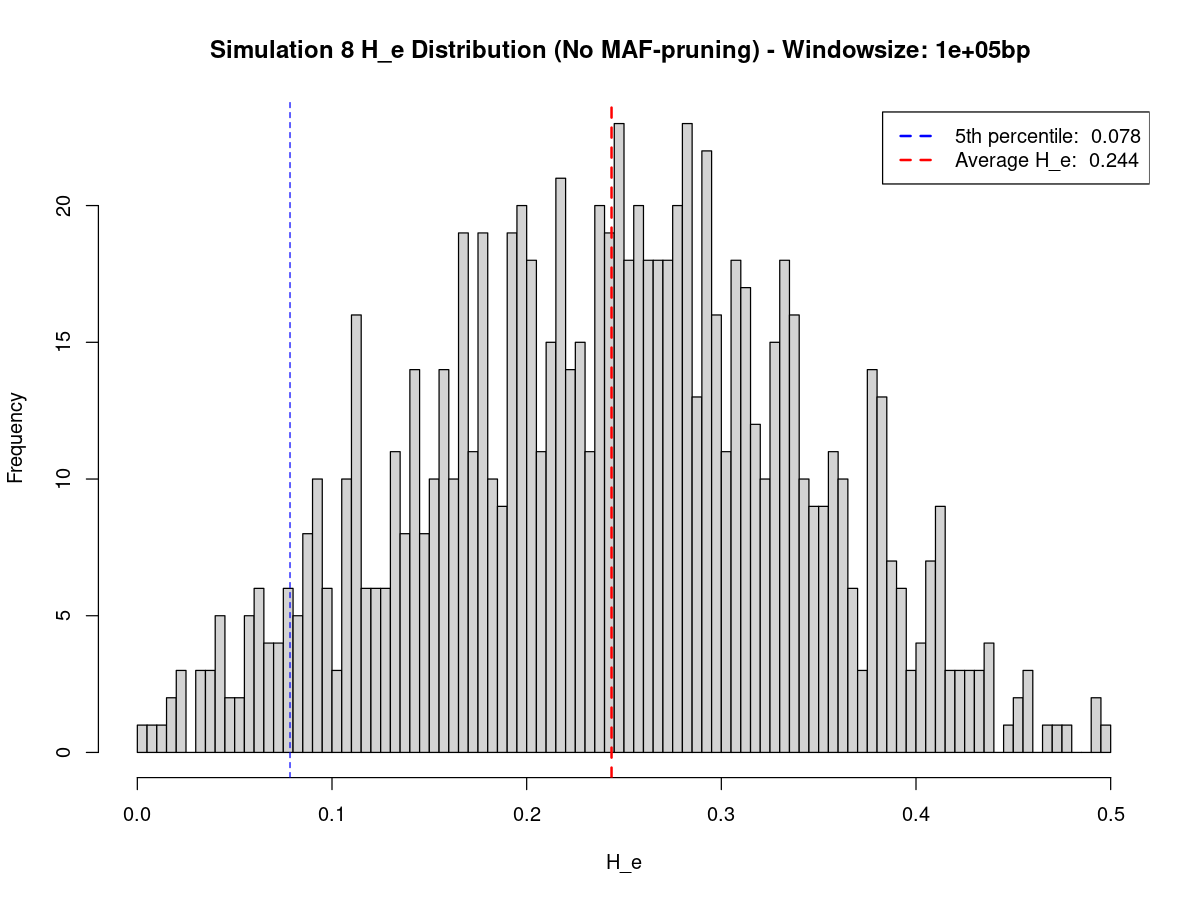 Simulation 8 H_e Distribution (No MAF-pruning) - Windowsize: 1e+05bp
5th percentile: 0.078
Average H_e: 0.244
Frequency
20
15
10
5
0
0.0 0.1 0.2 0.3 0.4 0.5
H_e